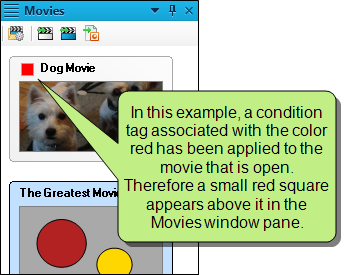 Movies
Dog Movie
In this example, a condition
tag associated with the color
red has been applied to the
movie that is open.
Therefore a small red square
appears above it in the
Movies window pane.
The Greatest Movi